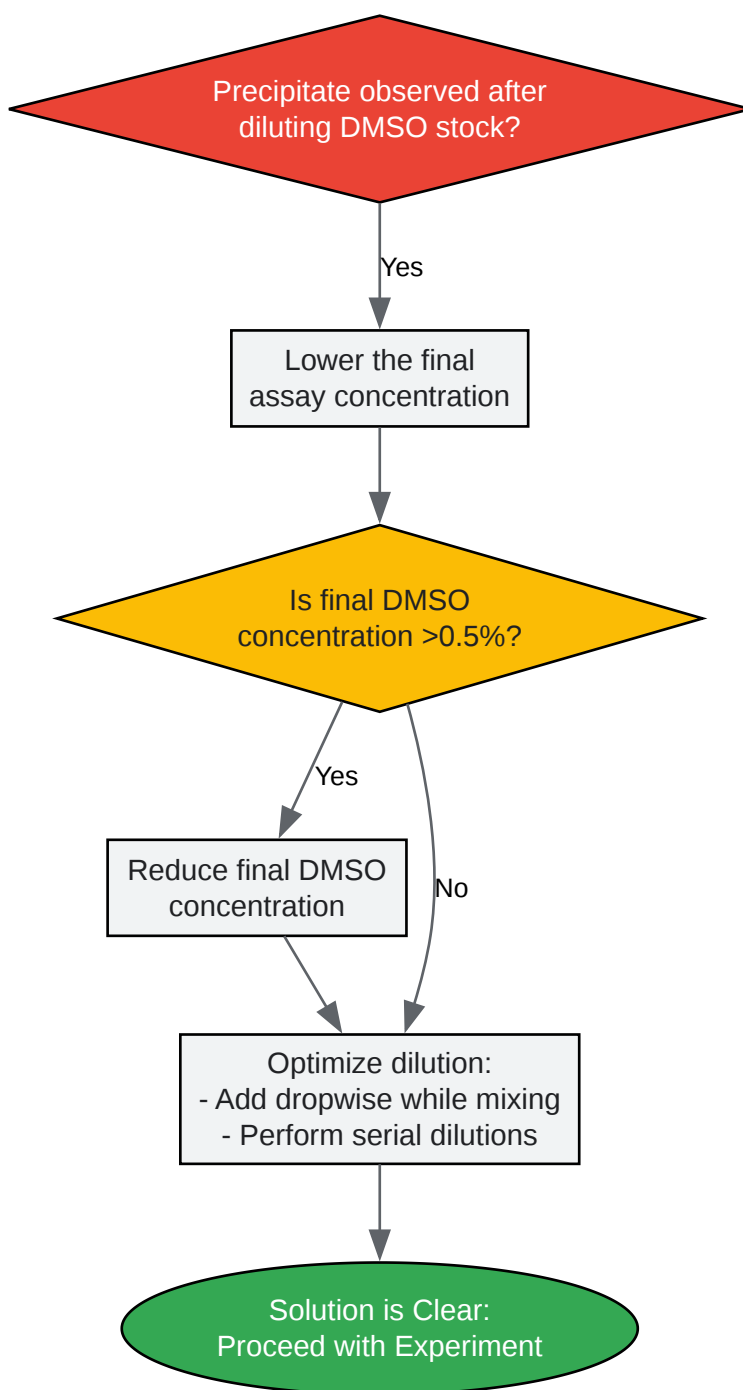 Precipitate observed after
diluting DMSO stock?
Yes
Lower the final
assay concentration
Is final DMSO
concentration >0.5%?
Yes
Reduce final DMSO
concentration
No
Optimize dilution:
- Add dropwise while mixing
- Perform serial dilutions
Solution is Clear:
Proceed with Experiment